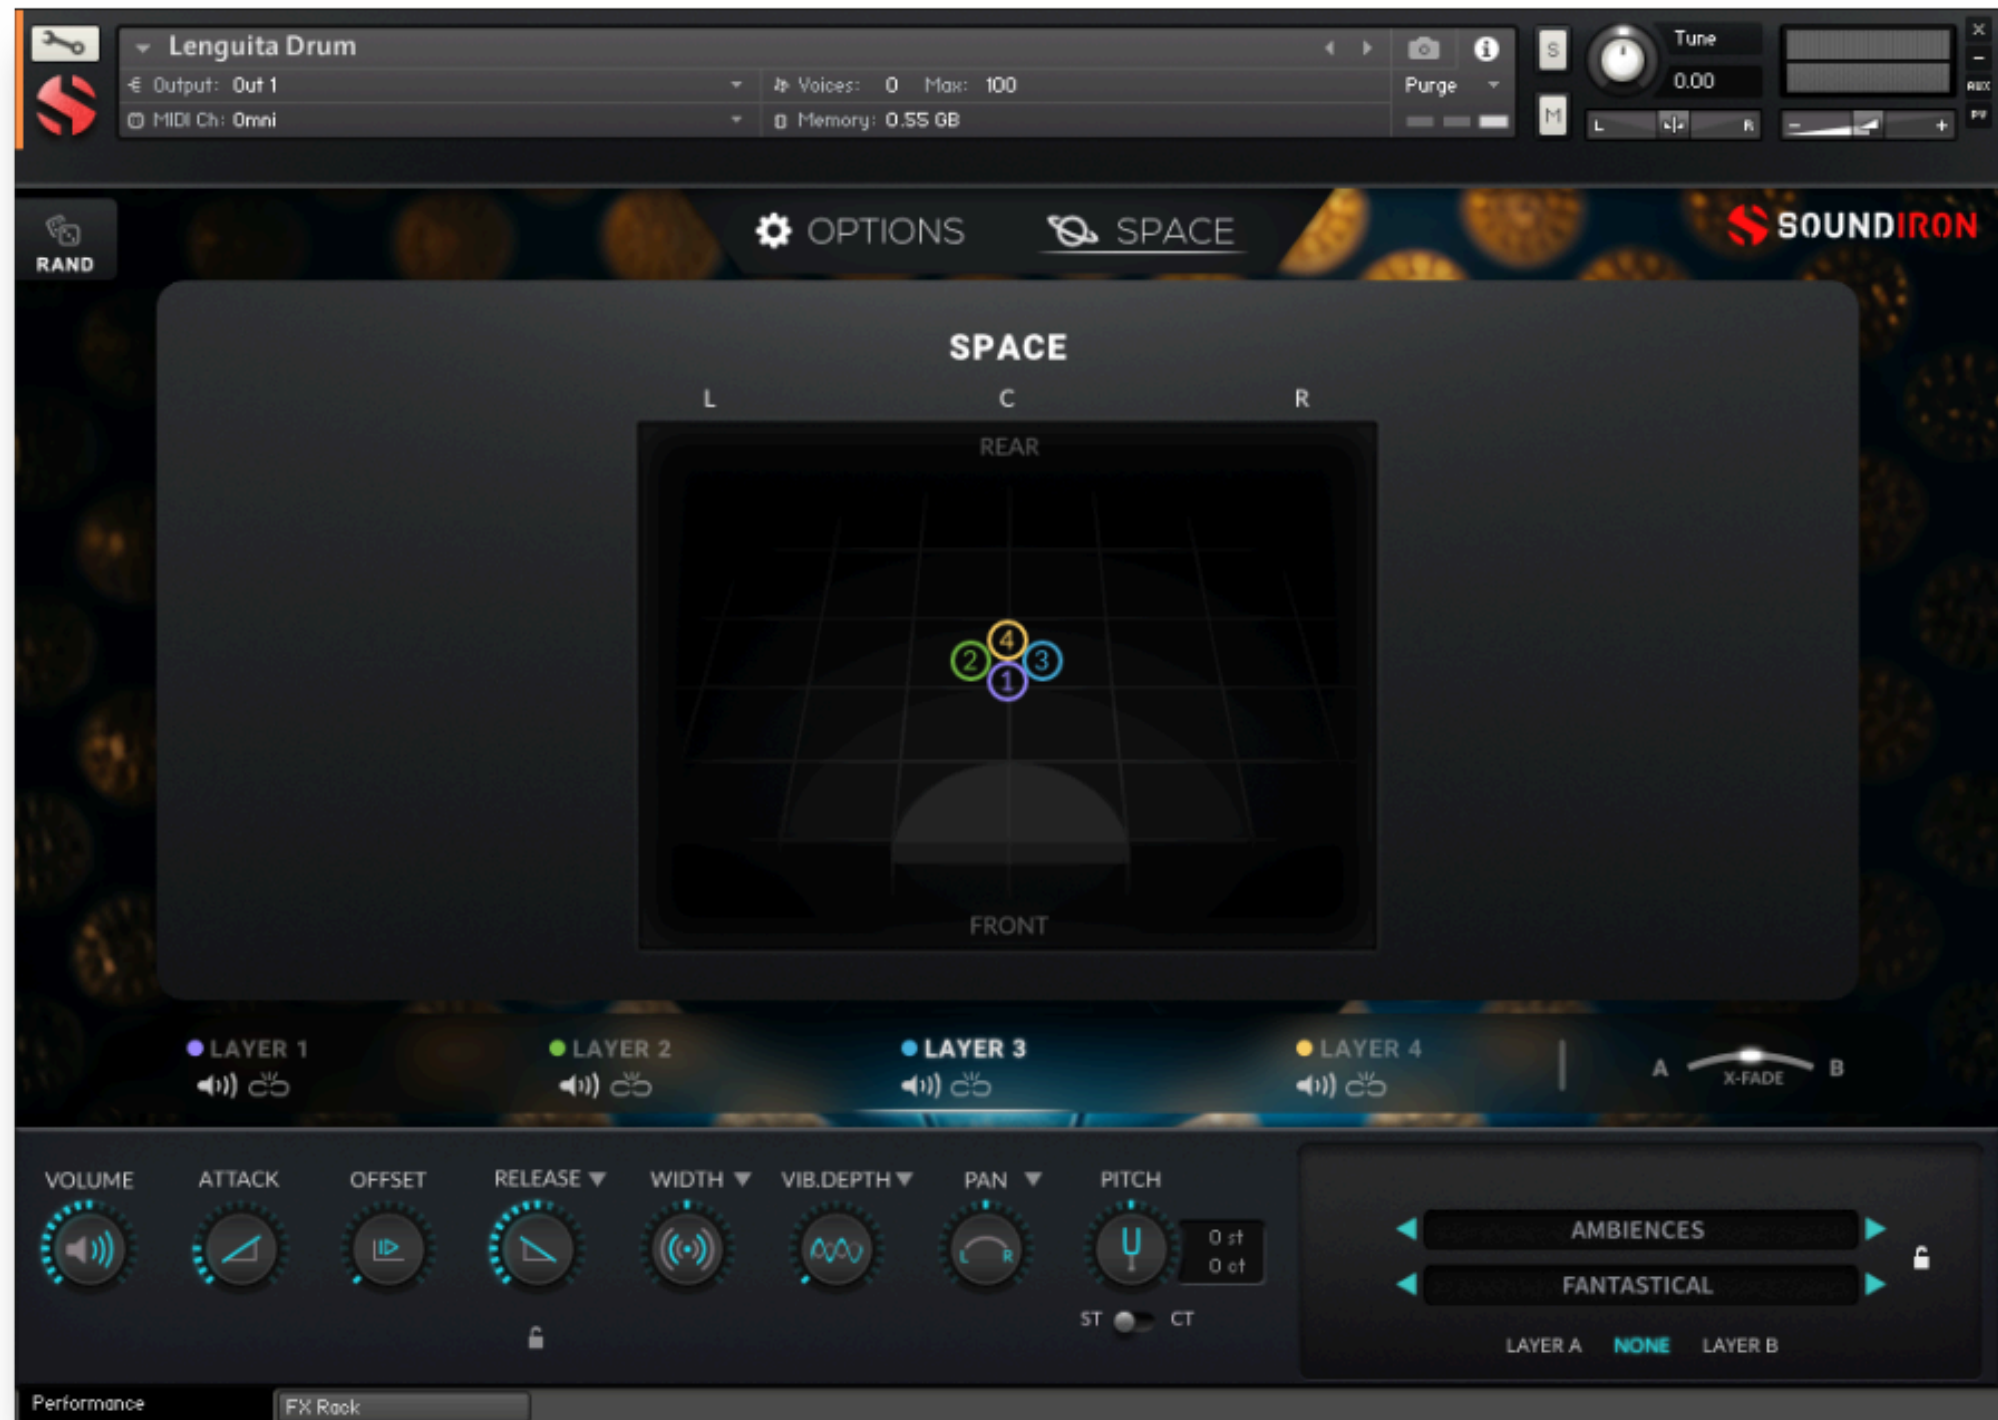 Lenguita Drum
Output: Out 1
Voices: 0 Max: 100
Purge
MIDI Ch: Omni
Memory: 0.55 GB
S
M
Tune
0.00
L R
- +
X
-
AUX
PV
RAND
OPTIONS
SPACE
SOUNDIRON
SPACE
L C R
REAR
4
2 3
1
FRONT
LAYER 1
LAYER 2
LAYER 3
LAYER 4
A X-FADE B
VOLUME
ATTACK
OFFSET
RELEASE
WIDTH
VIB.DEPTH
PAN
PITCH
L R
0 st
0 ct
ST CT
AMBIENCES
FANTASTICAL
LAYER A NONE LAYER B
Performance
FX Rack